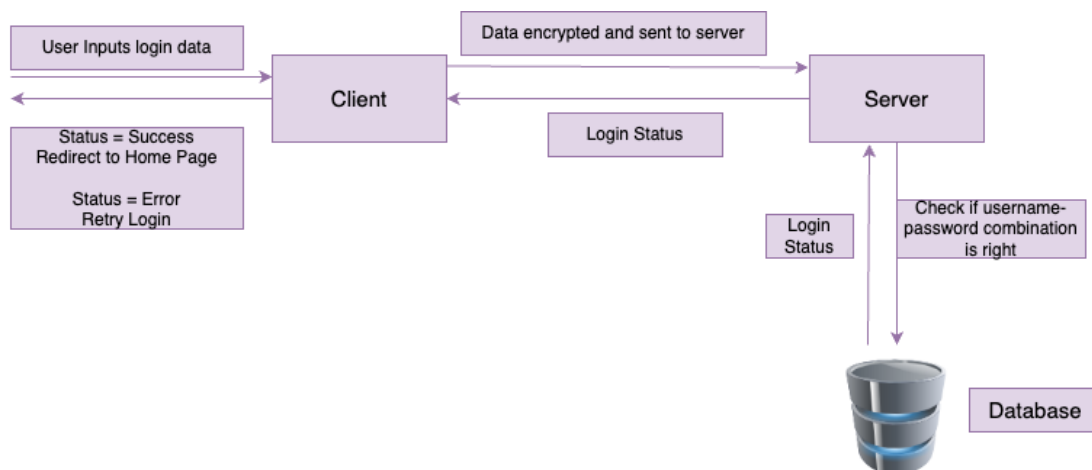 User Inputs login data
Data encrypted and sent to server
Client
Server
Login Status
Status = Success
Redirect to Home Page
Status = Error
Retry Login
Login
Status
Check if username-
password combination
is right
Database